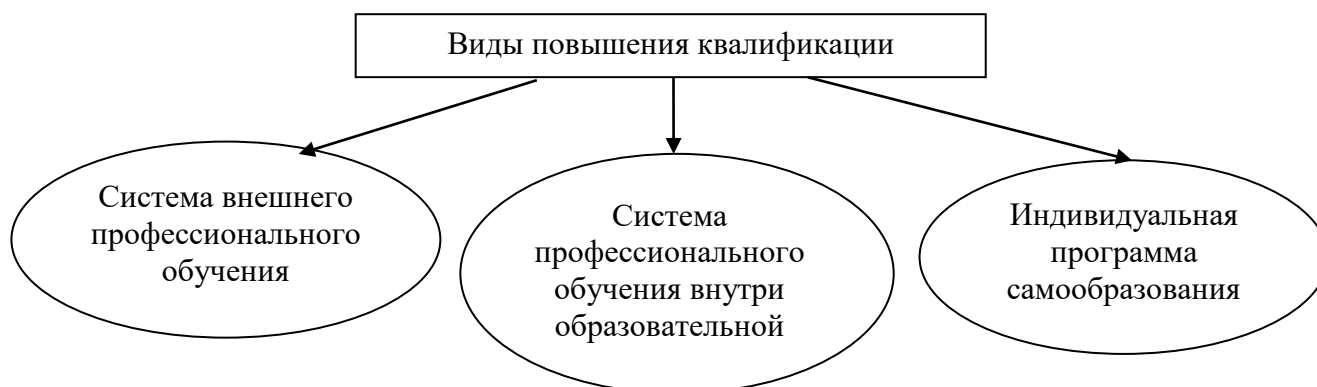 Виды повышения квалификации
Система внешнего
профессионального
обучения
Система
профессионального
обучения внутри
образовательной
Индивидуальная
программа
самообразования